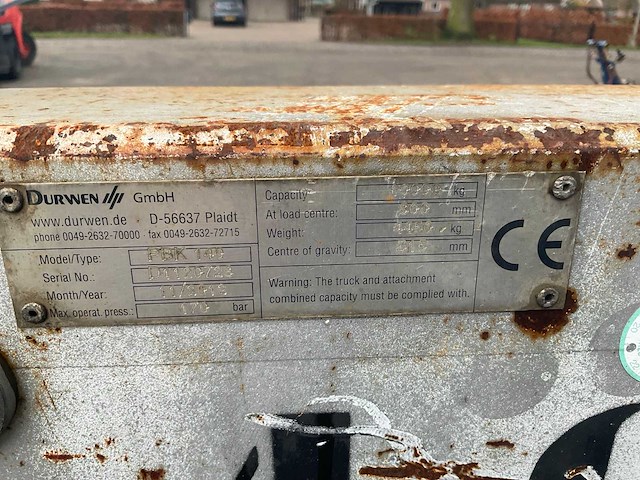 DURWEN GmbH
www.durwen.de D-56637 Plaidt
phone 0049-2632-70000 · fax 0049-2632-72715
Model/Type:
Serial No.:
Month/Year:
Max. operat. press.: 170 bar
Capacity: kg
At load centre: mm
Weight: kg
Centre of gravity: mm
Warning: The truck and attachment
combined capacity must be complied with.
CE